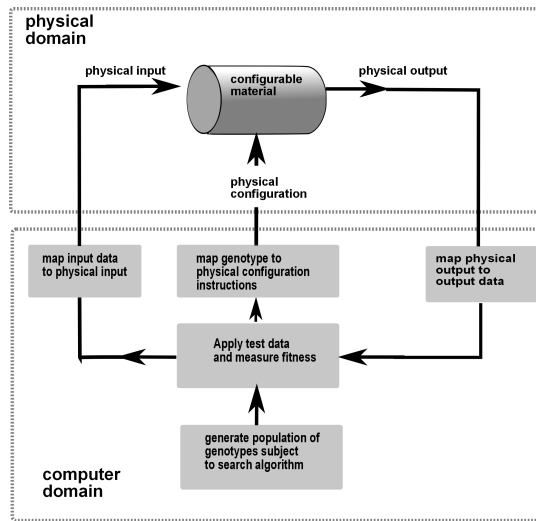 physical
domain
physical input
configurable
material
physical output
physical
configuration
map input data
to physical input
map genotype to
physical configuration
instructions
map physical
output to
output data
Apply test data
and measure fitness
generate population of
genotypes subject
to search algorithm
computer
domain